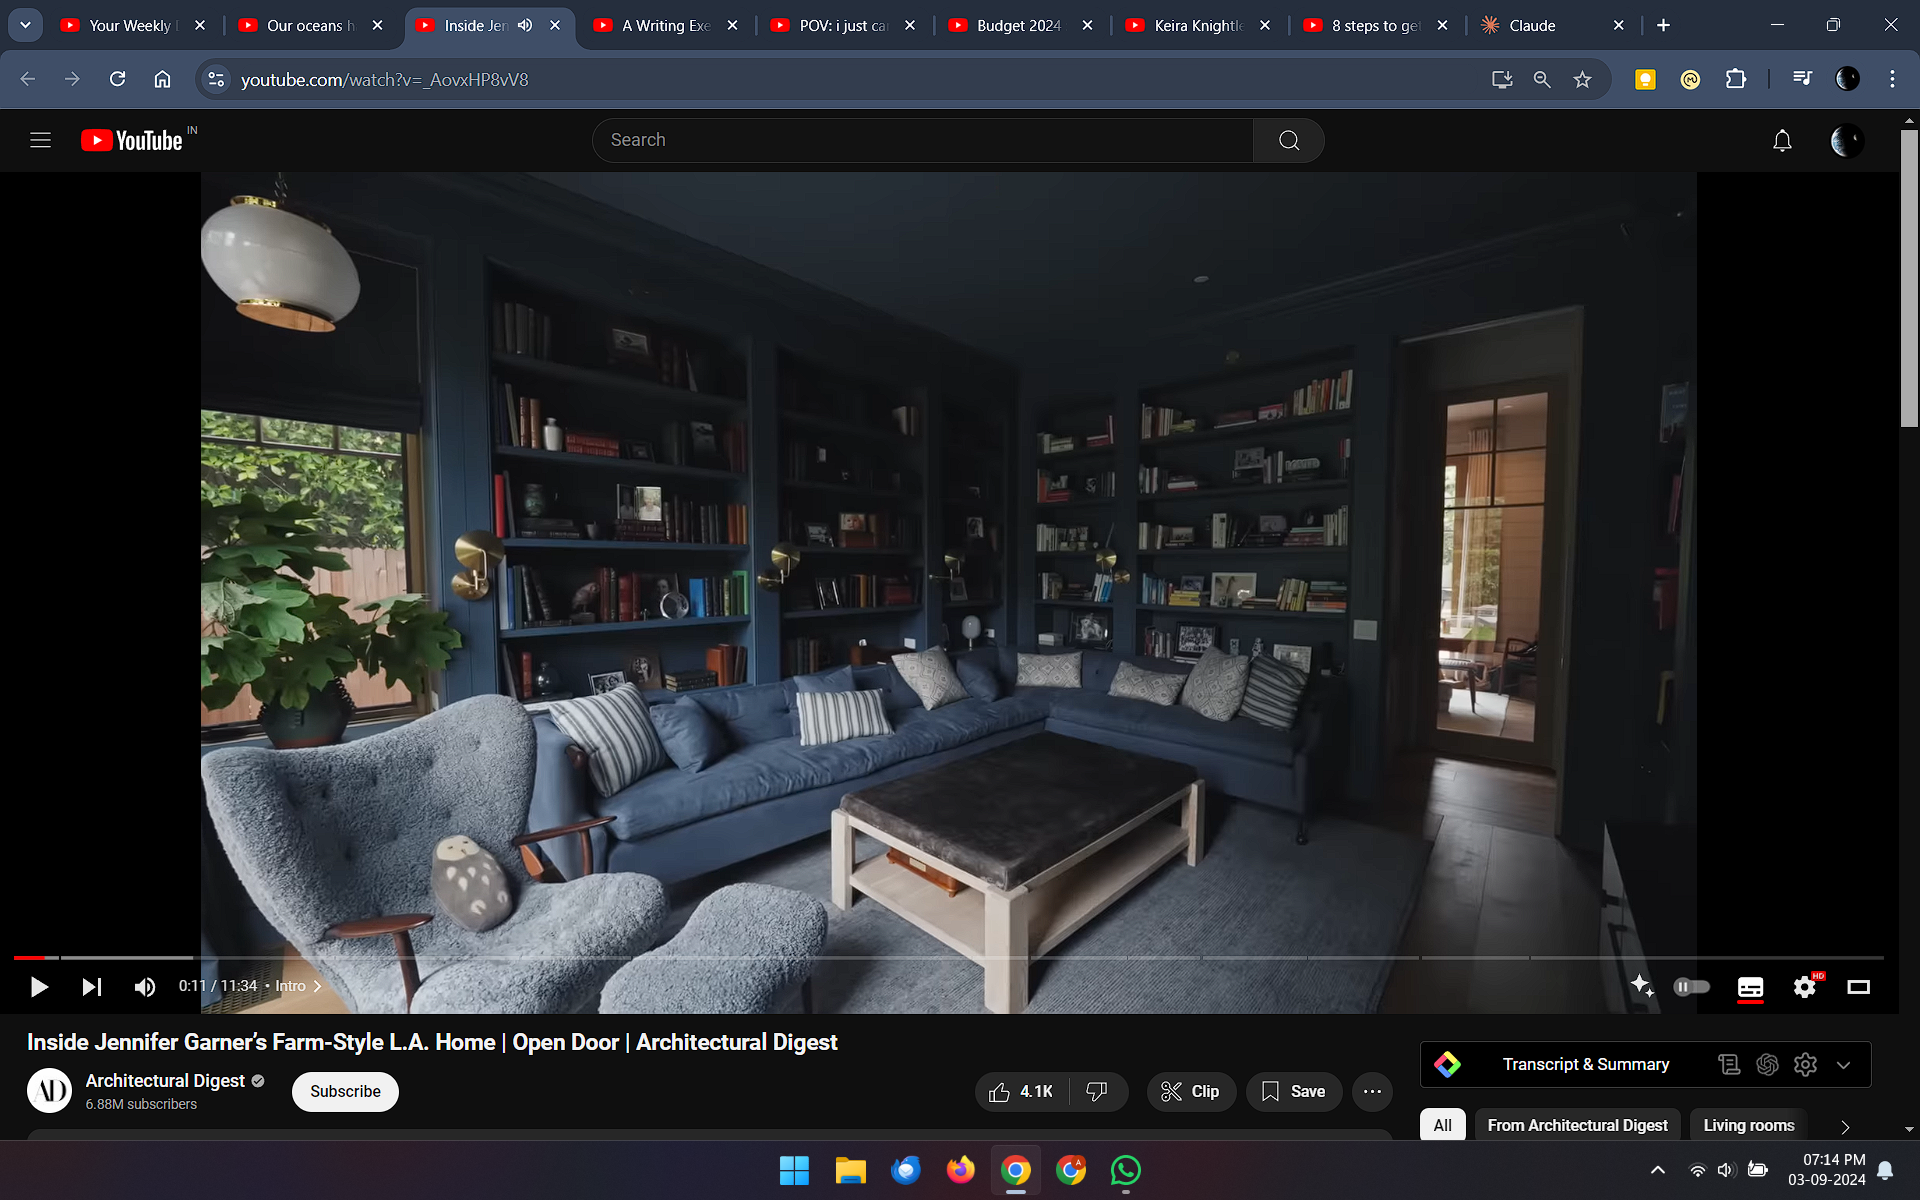 Your Weekly
Our oceans h
Inside Jen
A Writing Exe
POV: i just ca
Budget 2024
Keira Knightle
8 steps to get
Claude
youtube.com/watch?v=_AovxHP8vV8
YouTube IN
Search
0:11 / 11:34 • Intro
HD
Inside Jennifer Garner’s Farm-Style L.A. Home | Open Door | Architectural Digest
AD
Architectural Digest
6.88M subscribers
Subscribe
4.1K
Clip
Save
Transcript & Summary
All
From Architectural Digest
Living rooms
07:14 PM
03-09-2024